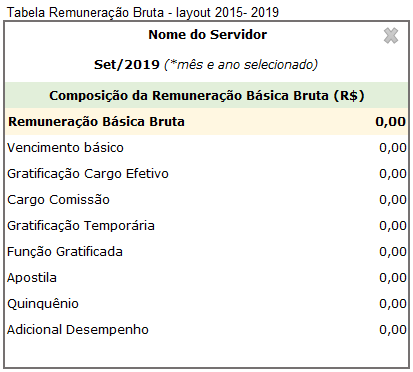 Tabela Remuneração Bruta - layout 2015- 2019
Nome do Servidor
Set/2019 (*mês e ano selecionado)
Composição da Remuneração Básica Bruta (R$)
Remuneração Básica Bruta 0,00
Vencimento básico 0,00
Gratificação Cargo Efetivo 0,00
Cargo Comissão 0,00
Gratificação Temporária 0,00
Função Gratificada 0,00
Apostila 0,00
Quinquênio 0,00
Adicional Desempenho 0,00